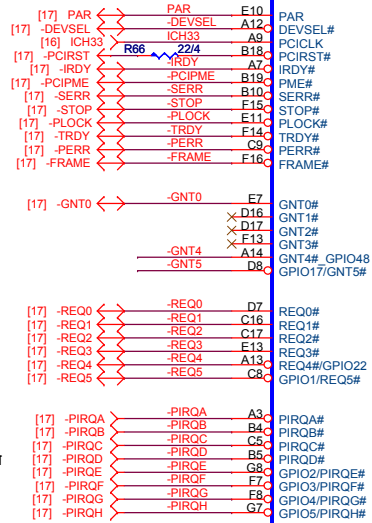 [17] PAR PAR E10 PAR
[17] -DEVSEL -DEVSEL A12 DEVSEL#
[16] ICH33 ICH33 A9 PCICLK
[17] -PCIRST R66 22/4 B18 PCIRST#
[17] -IRDY -IRDY A7 IRDY#
[17] -PCIPME -PCIPME B19 PME#
[17] -SERR -SERR B10 SERR#
[17] -STOP -STOP F15 STOP#
[17] -PLOCK -PLOCK E11 PLOCK#
[17] -TRDY -TRDY F14 TRDY#
[17] -PERR -PERR C9 PERR#
[17] -FRAME -FRAME F16 FRAME#
[17] -GNT0 E7 GNT0#
D16 GNT1#
D17 GNT2#
F13 GNT3#
-GNT4 A14 GNT4#_GPIO48
-GNT5 D8 GPIO17/GNT5#
[17] -REQ0 -REQ0 D7 REQ0#
[17] -REQ1 -REQ1 C16 REQ1#
[17] -REQ2 -REQ2 C17 REQ2#
[17] -REQ3 -REQ3 E13 REQ3#
[17] -REQ4 -REQ4 A13 REQ4#/GPIO22
[17] -REQ5 -REQ5 C8 GPIO1/REQ5#
[17] -PIRQA -PIRQA A3 PIRQA#
[17] -PIRQB -PIRQB B4 PIRQB#
[17] -PIRQC -PIRQC C5 PIRQC#
[17] -PIRQD -PIRQD B5 PIRQD#
[17] -PIRQE -PIRQE G8 GPIO2/PIRQE#
[17] -PIRQF -PIRQF F7 GPIO3/PIRQF#
[17] -PIRQG -PIRQG F8 GPIO4/PIRQG#
[17] -PIRQH -PIRQH G7 GPIO5/PIRQH#